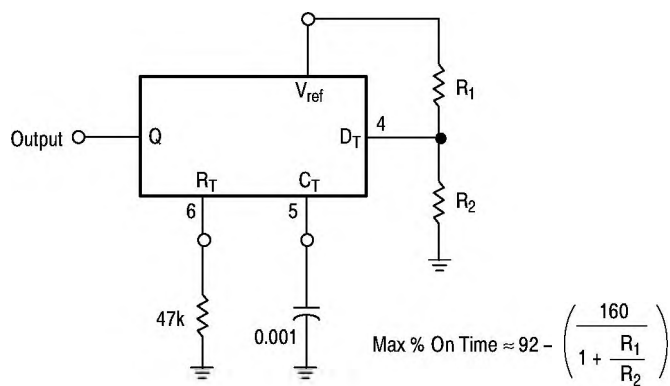 V_ref
R_1
Output
Q
D_T
4
R_T
C_T
6
5
R_2
47k
0.001
Max % On Time ≈ 92 – (160 / (1 + R_1/R_2))